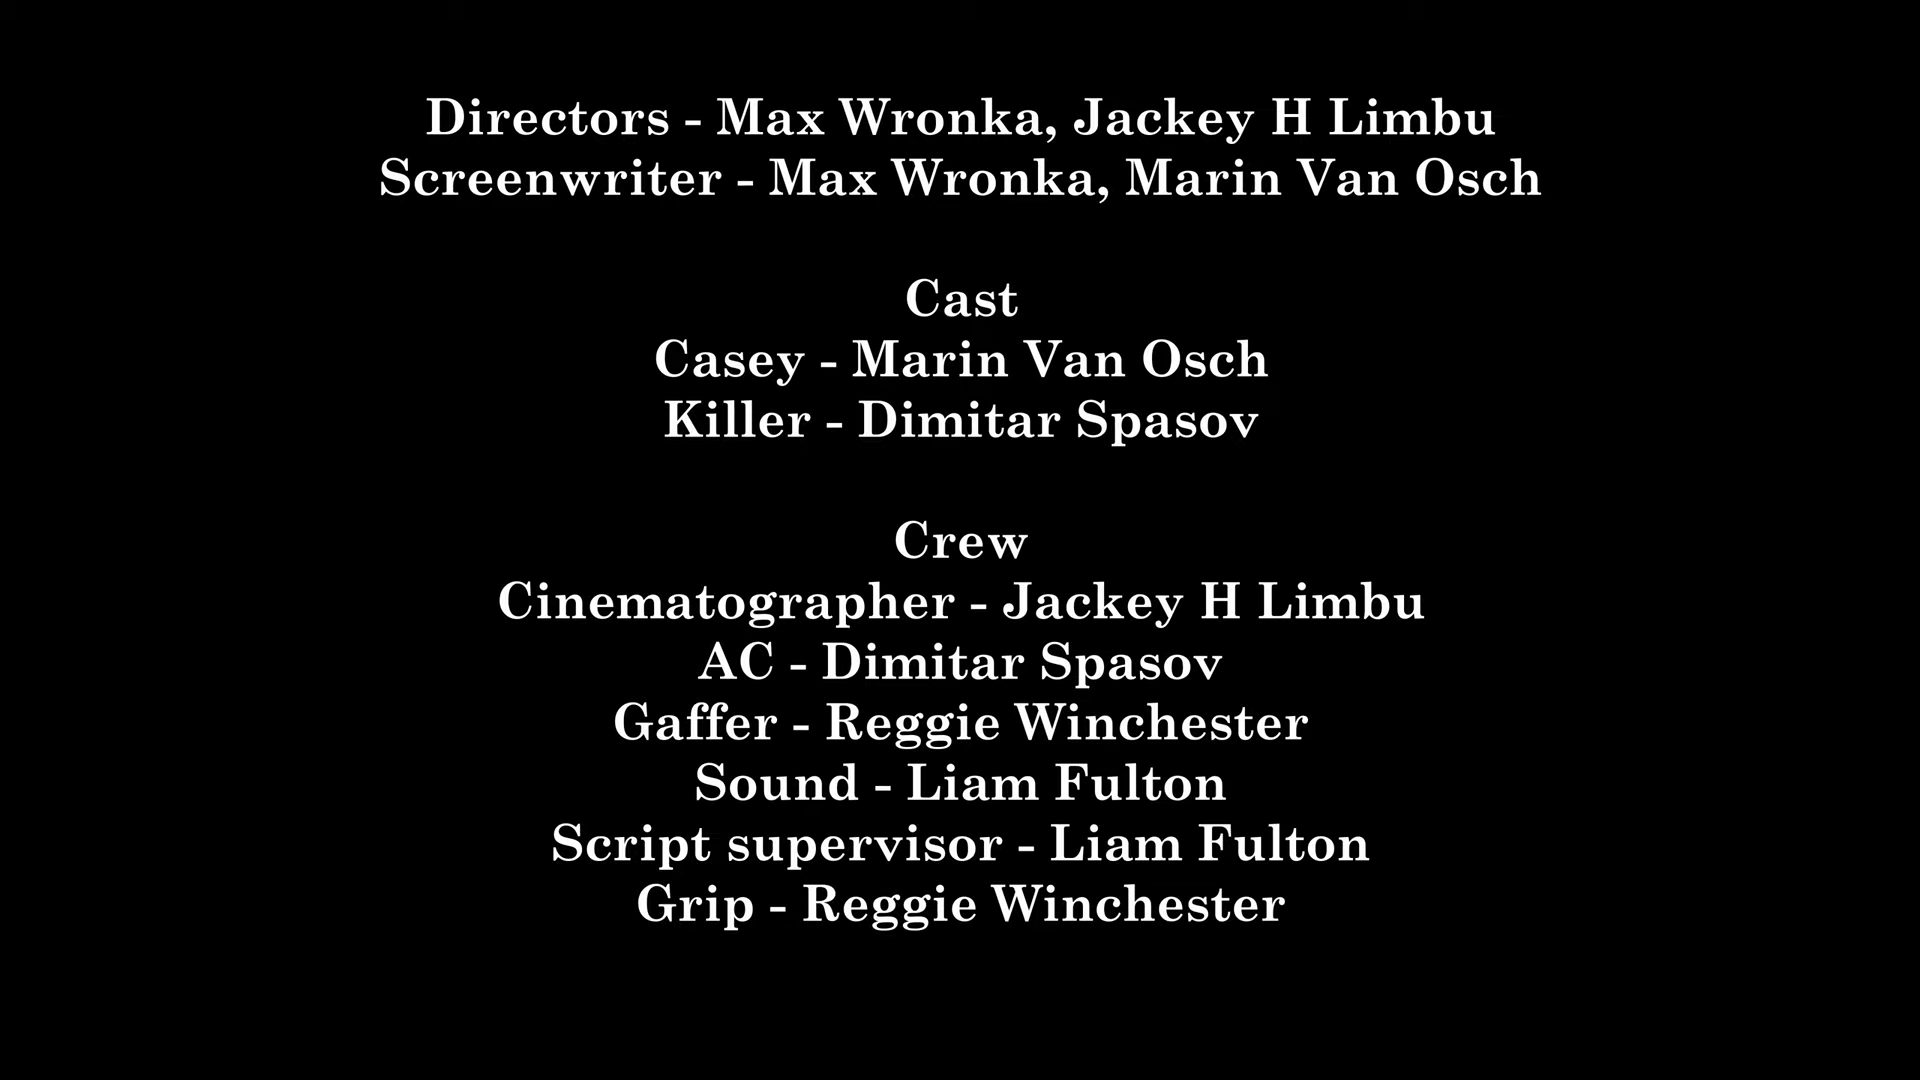 Directors - Max Wronka, Jackey H Limbu
Screenwriter - Max Wronka, Marin Van Osch
Cast
Casey - Marin Van Osch
Killer - Dimitar Spasov
Crew
Cinematographer - Jackey H Limbu
AC - Dimitar Spasov
Gaffer - Reggie Winchester
Sound - Liam Fulton
Script supervisor - Liam Fulton
Grip - Reggie Winchester